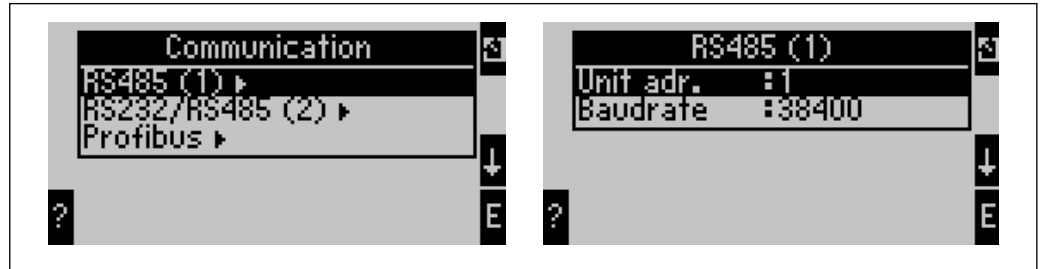 Communication
RS485 (1) ▸
RS232/RS485 (2) ▸
Profibus ▸
↓
?
E
RS485 (1)
Unit adr. :1
Baudrate :38400
↓
?
E